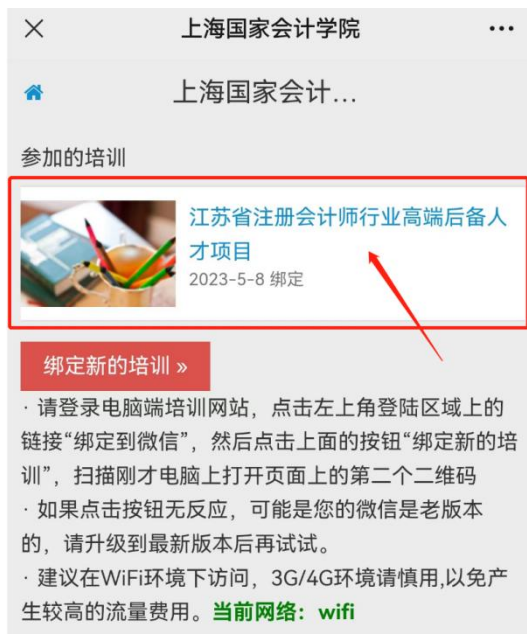 上海国家会计学院
上海国家会计...
参加的培训
江苏省注册会计师行业高端后备人
才项目
2023-5-8 绑定
绑定新的培训 »
· 请登录电脑端培训网站，点击左上角登陆区域上的
链接“绑定到微信”，然后点击上面的按钮“绑定新的培
训”，扫描刚才电脑上打开页面上的第二个二维码
· 如果点击按钮无反应，可能是您的微信是老版本
的，请升级到最新版本后再试试。
· 建议在WiFi环境下访问，3G/4G环境请慎用,以免产
生较高的流量费用。当前网络：wifi